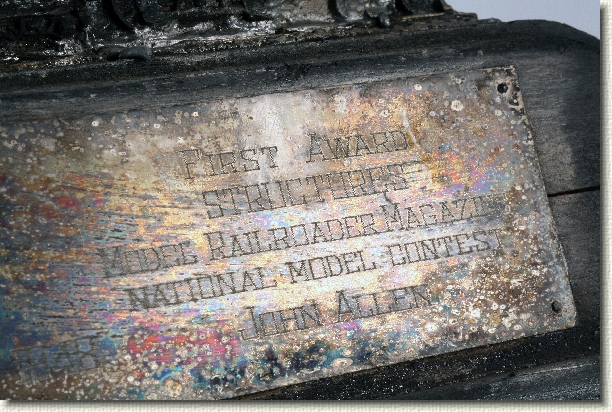 FIRST AWARD
STRUCTURES
MODEL RAILROADER MAGAZINE
NATIONAL MODEL CONTEST
JOHN ALLEN